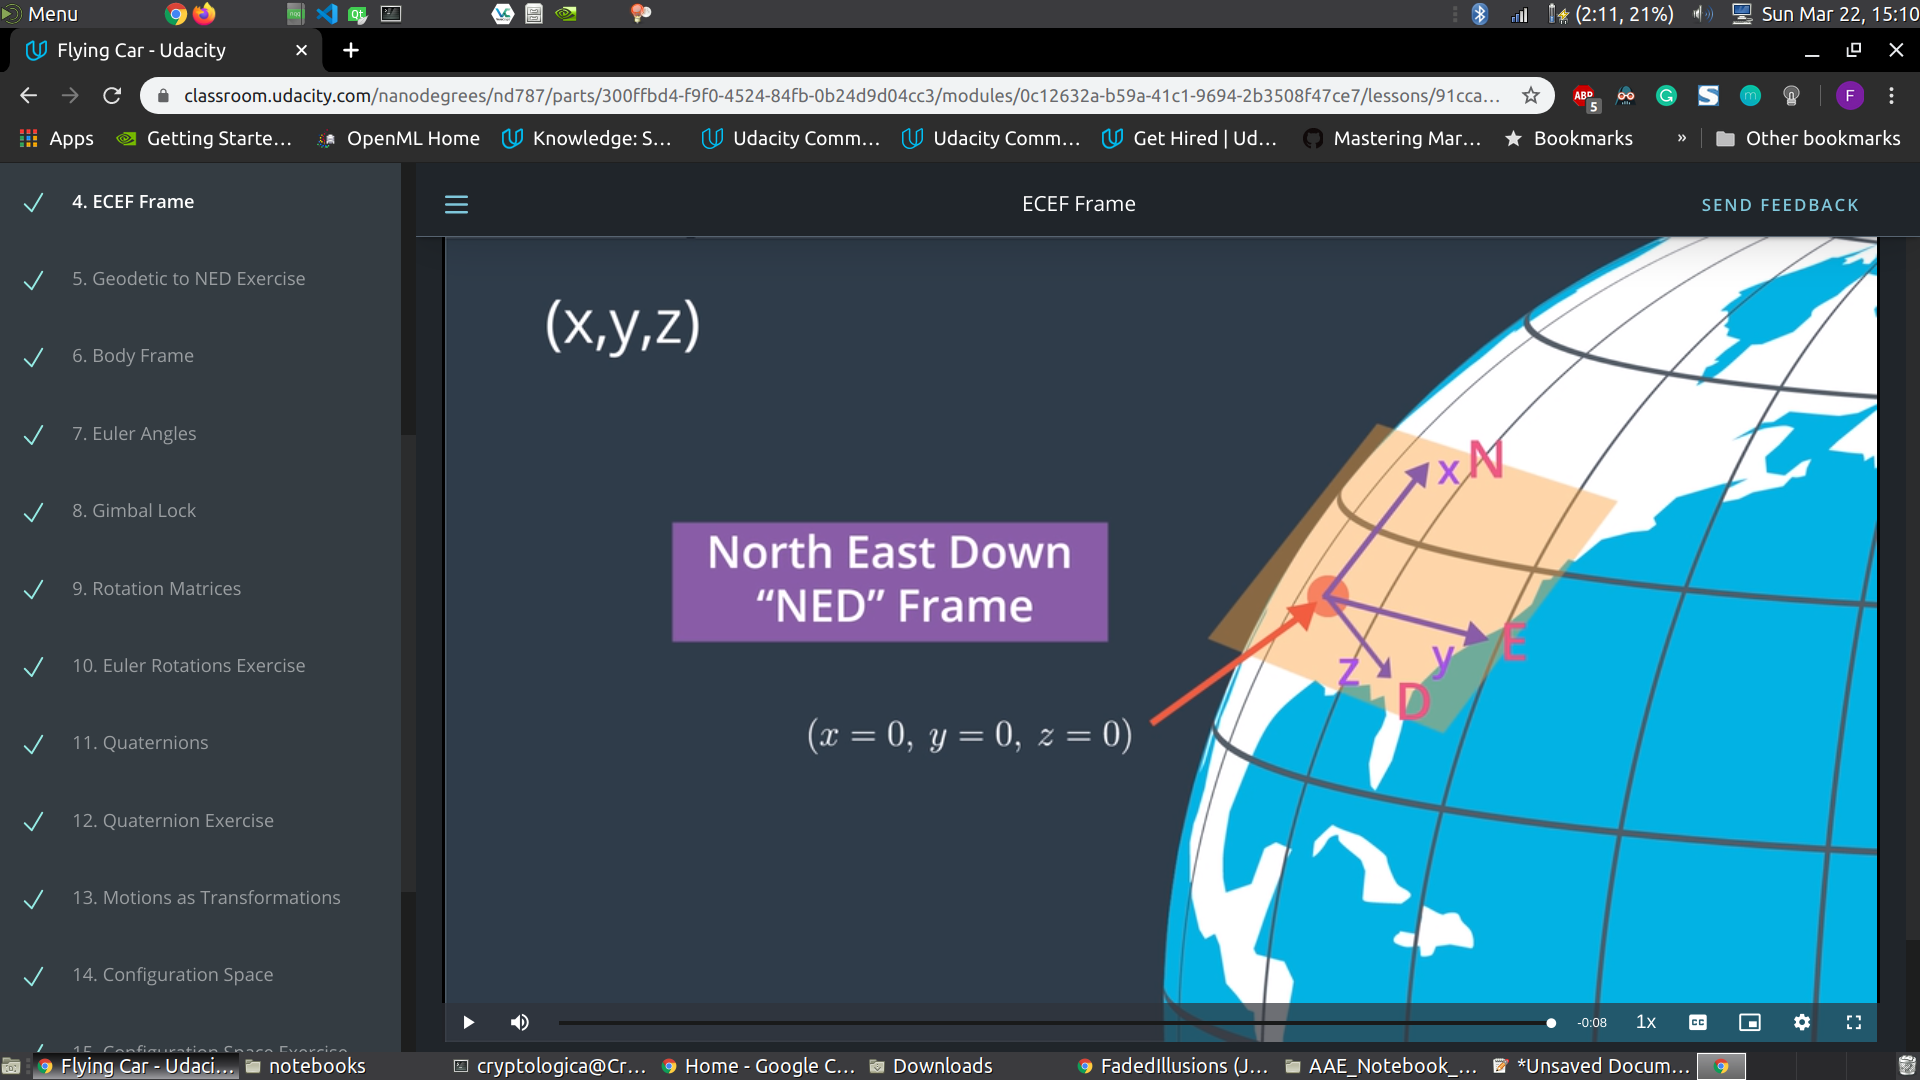 Menu
(2:11, 21%)
Sun Mar 22, 15:10
Flying Car - Udacity
classroom.udacity.com/nanodegrees/nd787/parts/300ffbd4-f9f0-4524-84fb-0b24d9d04cc3/modules/0c12632a-b59a-41c1-9694-2b3508f47ce7/lessons/91cca...
ABP
5
F
Apps
Getting Starte...
OpenML Home
Knowledge: S...
Udacity Comm...
Udacity Comm...
Get Hired | Ud...
Mastering Mar...
Bookmarks
»
Other bookmarks
4. ECEF Frame
5. Geodetic to NED Exercise
6. Body Frame
7. Euler Angles
8. Gimbal Lock
9. Rotation Matrices
10. Euler Rotations Exercise
11. Quaternions
12. Quaternion Exercise
13. Motions as Transformations
14. Configuration Space
15. Configuration Space Exercise
ECEF Frame
SEND FEEDBACK
(x,y,z)
x N
North East Down
“NED” Frame
E
y
z
D
(x = 0, y = 0, z = 0)
-0:08
1x
CC
Flying Car - Udaci...
notebooks
cryptologica@Cr...
Home - Google C...
Downloads
FadedIllusions (J...
AAE_Notebook_...
*Unsaved Docum...